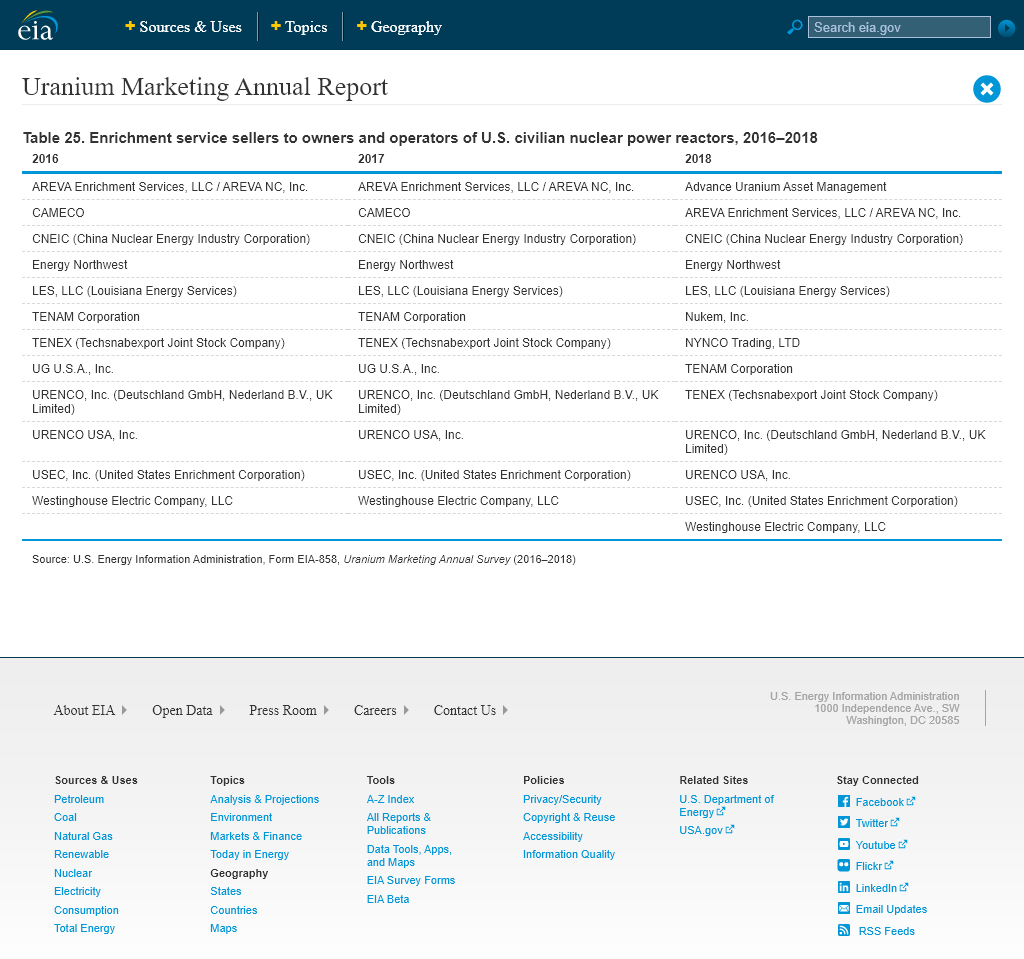 eia
Sources & Uses
Topics
Geography
Search eia.gov
Uranium Marketing Annual Report
Table 25. Enrichment service sellers to owners and operators of U.S. civilian nuclear power reactors, 2016–2018
2016 2017 2018
AREVA Enrichment Services, LLC / AREVA NC, Inc. AREVA Enrichment Services, LLC / AREVA NC, Inc. Advance Uranium Asset Management
CAMECO CAMECO AREVA Enrichment Services, LLC / AREVA NC, Inc.
CNEIC (China Nuclear Energy Industry Corporation) CNEIC (China Nuclear Energy Industry Corporation) CNEIC (China Nuclear Energy Industry Corporation)
Energy Northwest Energy Northwest Energy Northwest
LES, LLC (Louisiana Energy Services) LES, LLC (Louisiana Energy Services) LES, LLC (Louisiana Energy Services)
TENAM Corporation TENAM Corporation Nukem, Inc.
TENEX (Techsnabexport Joint Stock Company) TENEX (Techsnabexport Joint Stock Company) NYNCO Trading, LTD
UG U.S.A., Inc. UG U.S.A., Inc. TENAM Corporation
URENCO, Inc. (Deutschland GmbH, Nederland B.V., UK URENCO, Inc. (Deutschland GmbH, Nederland B.V., UK TENEX (Techsnabexport Joint Stock Company)
Limited) Limited)
URENCO USA, Inc. URENCO USA, Inc. URENCO, Inc. (Deutschland GmbH, Nederland B.V., UK
Limited)
USEC, Inc. (United States Enrichment Corporation) USEC, Inc. (United States Enrichment Corporation) URENCO USA, Inc.
Westinghouse Electric Company, LLC Westinghouse Electric Company, LLC USEC, Inc. (United States Enrichment Corporation)
Westinghouse Electric Company, LLC
Source: U.S. Energy Information Administration, Form EIA-858, Uranium Marketing Annual Survey (2016–2018)
About EIA Open Data Press Room Careers Contact Us
U.S. Energy Information Administration
1000 Independence Ave., SW
Washington, DC 20585
Sources & Uses
Petroleum
Coal
Natural Gas
Renewable
Nuclear
Electricity
Consumption
Total Energy
Topics
Analysis & Projections
Environment
Markets & Finance
Today in Energy
Geography
States
Countries
Maps
Tools
A-Z Index
All Reports &
Publications
Data Tools, Apps,
and Maps
EIA Survey Forms
EIA Beta
Policies
Privacy/Security
Copyright & Reuse
Accessibility
Information Quality
Related Sites
U.S. Department of
Energy
USA.gov
Stay Connected
Facebook
Twitter
Youtube
Flickr
LinkedIn
Email Updates
RSS Feeds